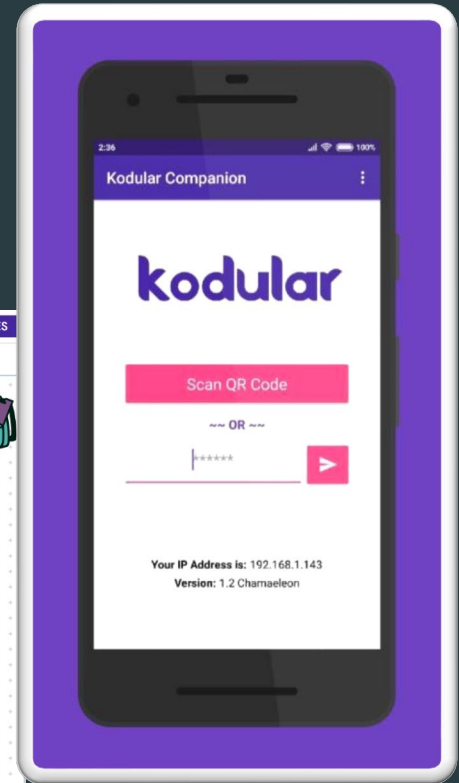 2:36
100%
Kodular Companion
kodular
Scan QR Code
~~ OR ~~
******
Your IP Address is: 192.168.1.143
Version: 1.2 Chamaeleon
ES